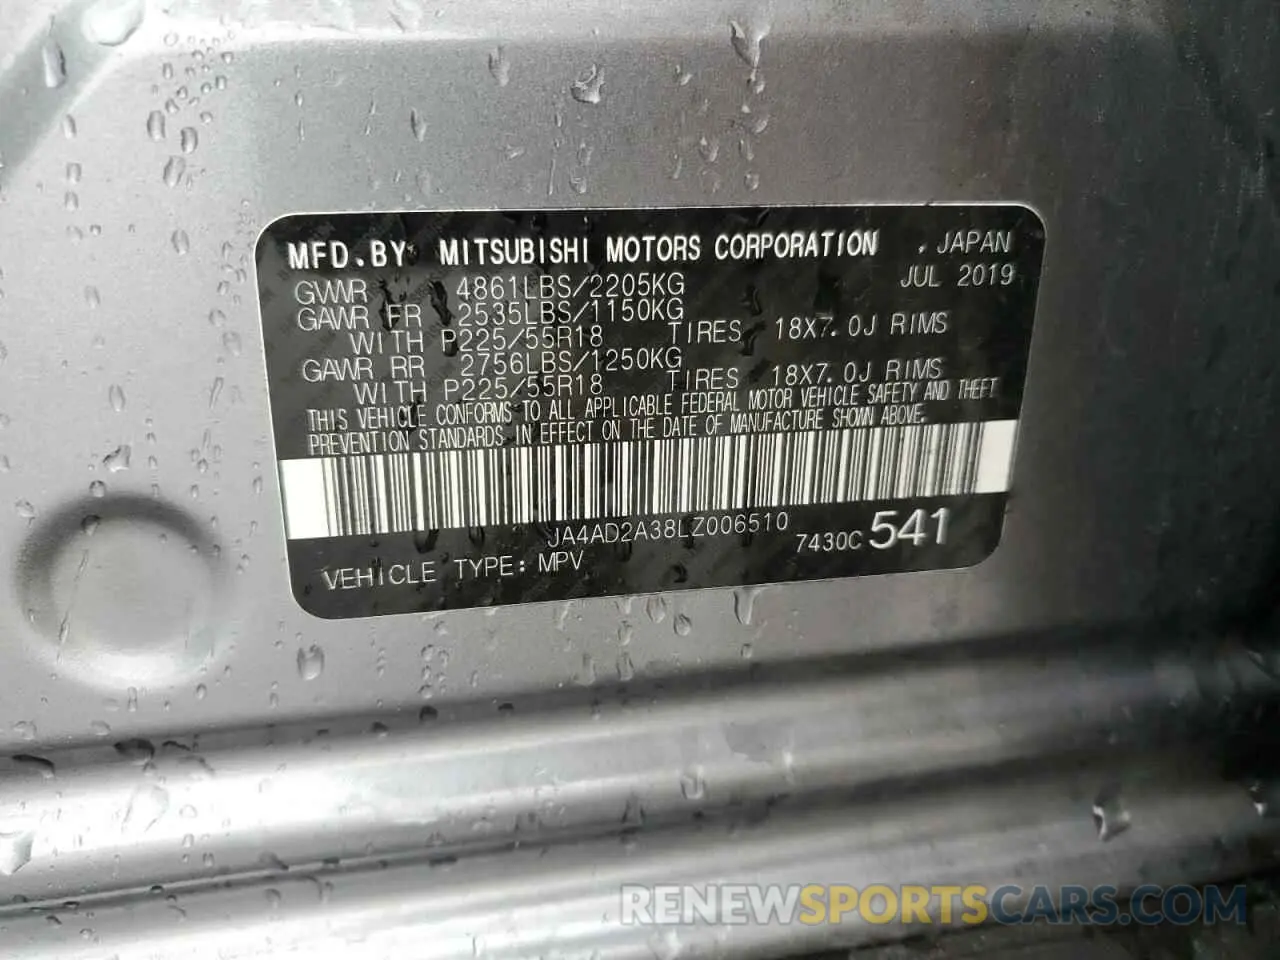 MFD.BY MITSUBISHI MOTORS CORPORATION , JAPAN
GVWR 4861LBS/2205KG JUL 2019
GAWR FR 2535LBS/1150KG
WITH P225/55R18 TIRES 18X7.0J RIMS
GAWR RR 2756LBS/1250KG
WITH P225/55R18 TIRES 18X7.0J RIMS
THIS VEHICLE CONFORMS TO ALL APPLICABLE FEDERAL MOTOR VEHICLE SAFETY AND THEFT
PREVENTION STANDARDS IN EFFECT ON THE DATE OF MANUFACTURE SHOWN ABOVE.
JA4AD2A38LZ006510
7430C 541
VEHICLE TYPE: MPV
RENEWSPORTSCARS.COM